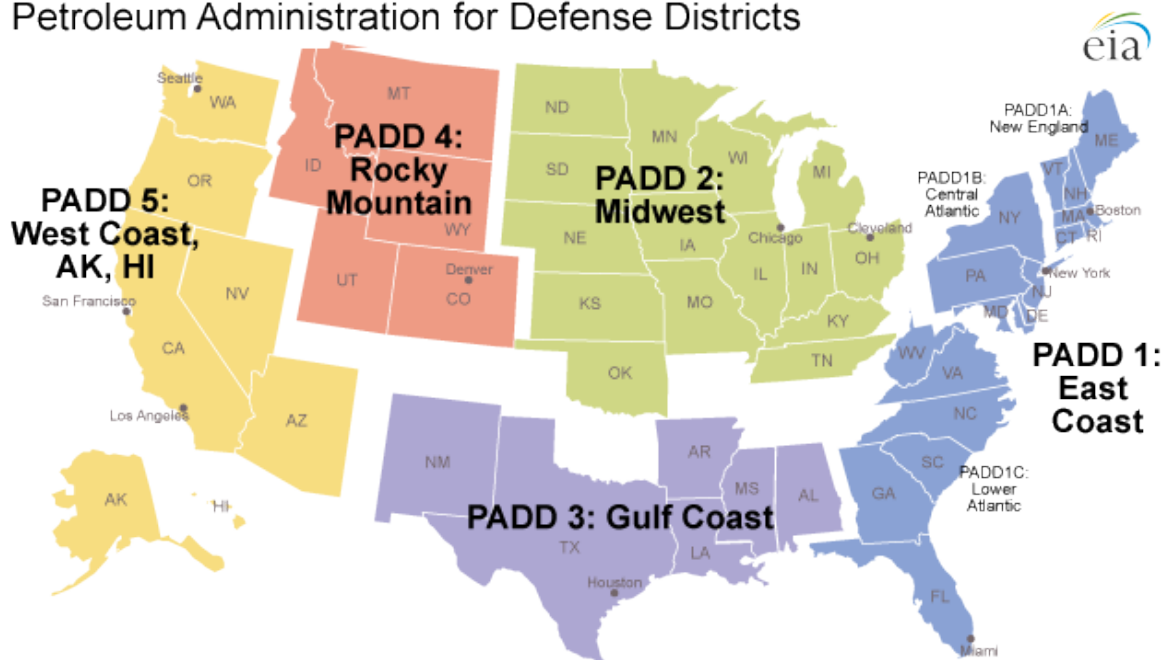 Petroleum Administration for Defense Districts
eia
Seattle
WA
MT
ND
MN
PADD1A:
New England
ME
PADD 4:
Rocky
Mountain
ID
OR
SD
WI
MI
VT
NH
PADD 2:
Midwest
PADD1B:
Central
Atlantic
NY
MA
Boston
CT
RI
PADD 5:
West Coast,
AK, HI
WY
NE
IA
Chicago
Cleveland
OH
IL
IN
PA
New York
NJ
MD
DE
UT
Denver
CO
NV
San Francisco
CA
KS
MO
KY
WV
VA
TN
OK
PADD 1:
East
Coast
Los Angeles
AZ
NC
SC
PADD1C:
Lower
Atlantic
GA
NM
AR
MS
AL
AK
HI
PADD 3: Gulf Coast
TX
LA
Houston
FL
Miami